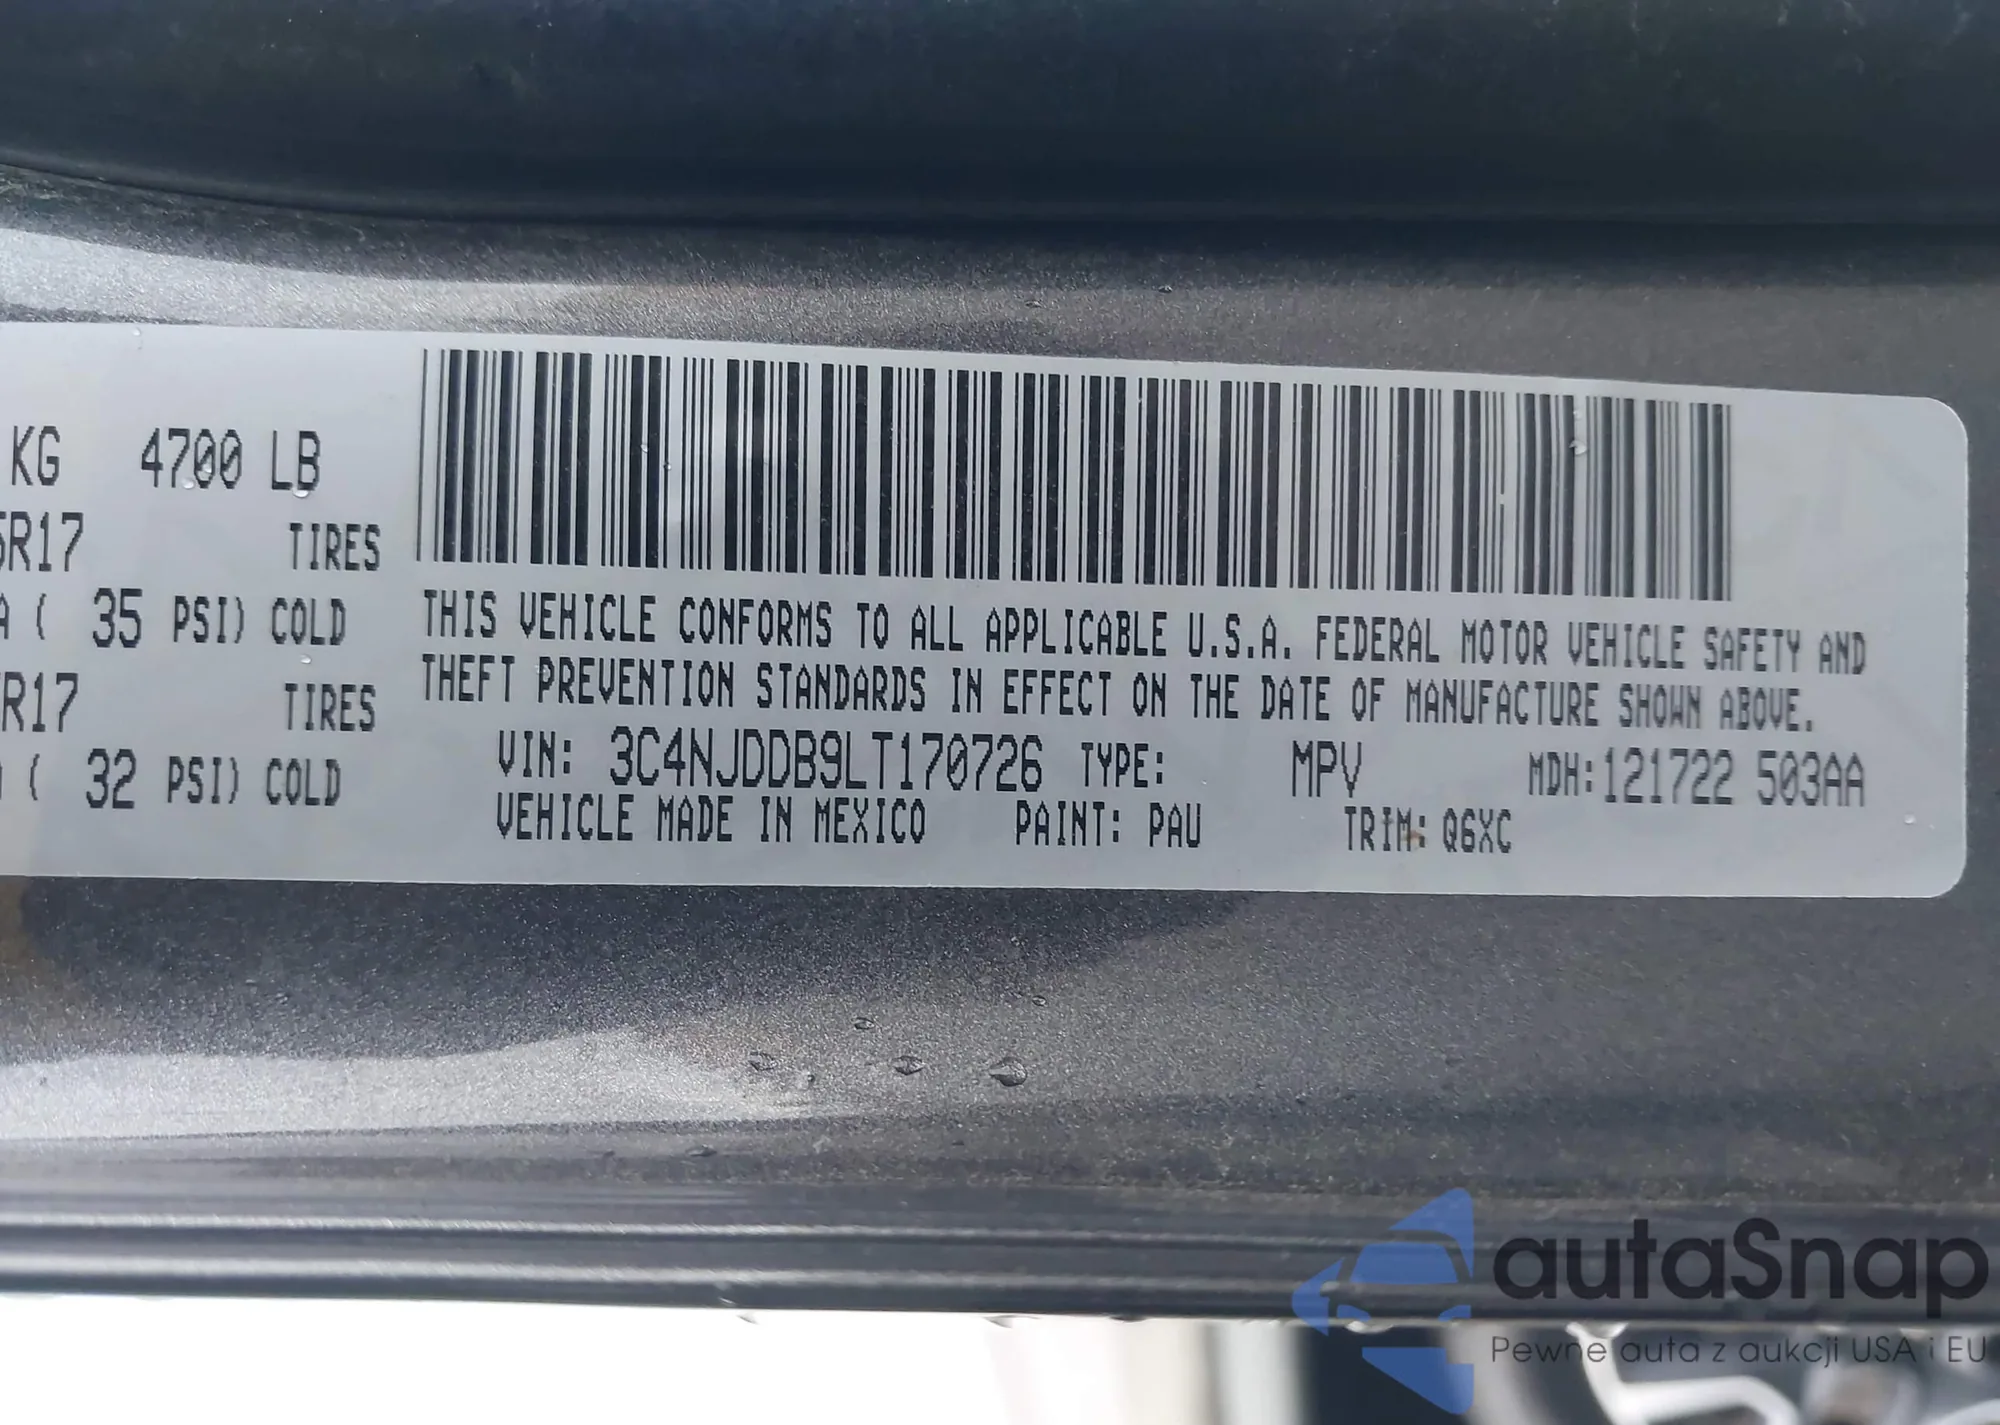 KG 4700 LB
5R17 TIRES
A ( 35 PSI) COLD
R17 TIRES
( 32 PSI) COLD
THIS VEHICLE CONFORMS TO ALL APPLICABLE U.S.A. FEDERAL MOTOR VEHICLE SAFETY AND
THEFT PREVENTION STANDARDS IN EFFECT ON THE DATE OF MANUFACTURE SHOWN ABOVE.
VIN: 3C4NJDDB9LT170726 TYPE: MPV MDH:121722 503AA
VEHICLE MADE IN MEXICO PAINT: PAU TRIM: Q6XC
autaSnap
Pewne auta z aukcji USA i EU